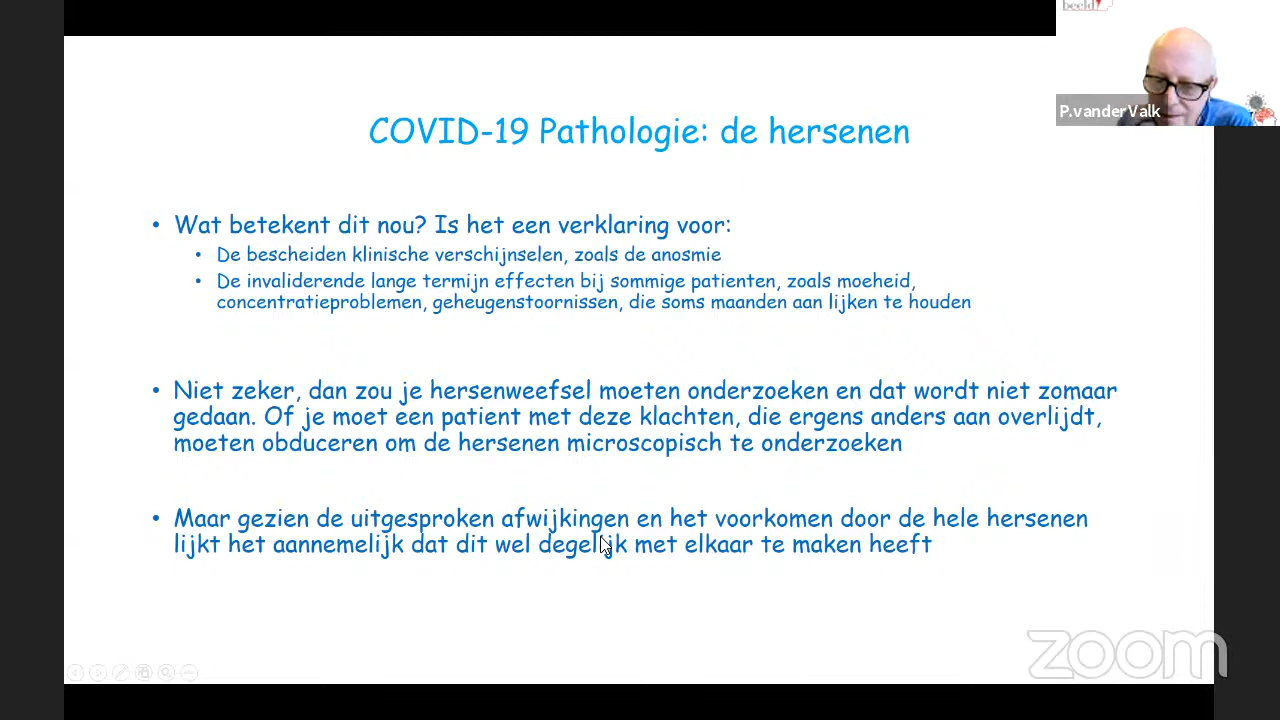 beeld
P.vanderValk
COVID-19 Pathologie: de hersenen
• Wat betekent dit nou? Is het een verklaring voor:
• De bescheiden klinische verschijnselen, zoals de anosmie
• De invaliderende lange termijn effecten bij sommige patienten, zoals moeheid,
concentratieproblemen, geheugenstoornissen, die soms maanden aan lijken te houden
• Niet zeker, dan zou je hersenweefsel moeten onderzoeken en dat wordt niet zomaar
gedaan. Of je moet een patient met deze klachten, die ergens anders aan overlijdt,
moeten obduceren om de hersenen microscopisch te onderzoeken
• Maar gezien de uitgesproken afwijkingen en het voorkomen door de hele hersenen
lijkt het aannemelijk dat dit wel degelijk met elkaar te maken heeft
zoom